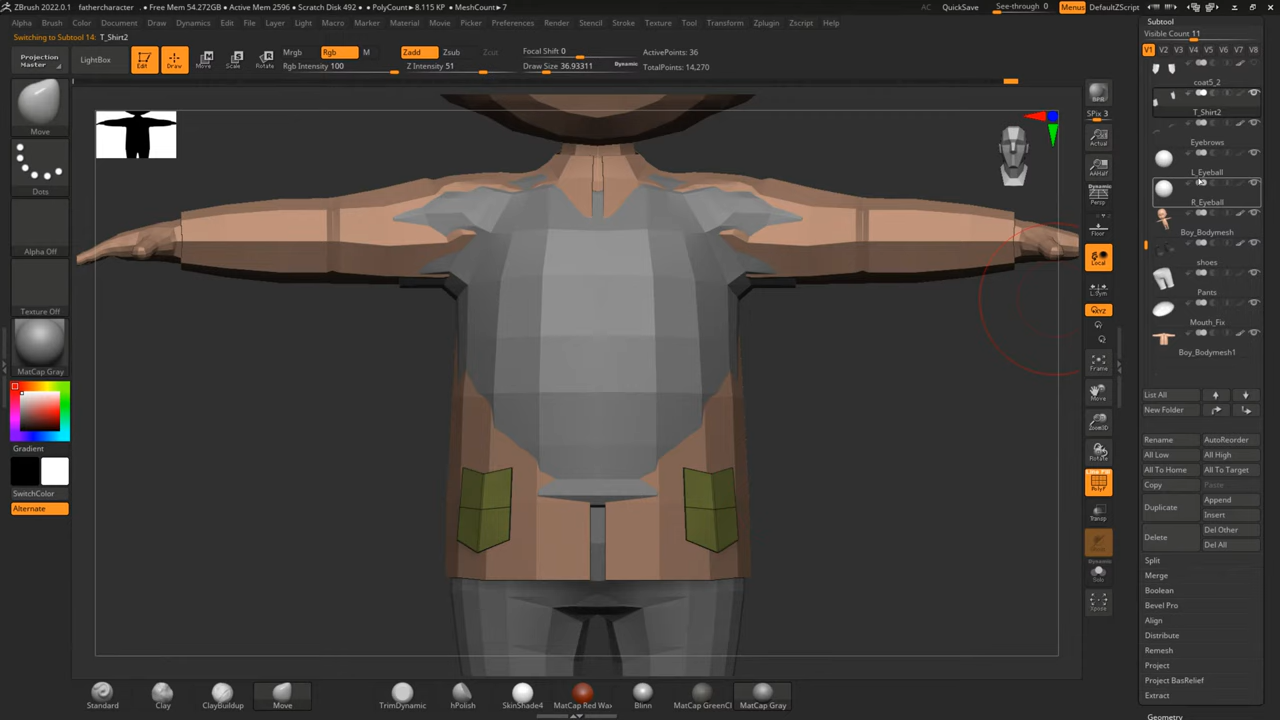 ZBrush 2022.0.1 fathercharacter • Free Mem 54.272GB • Active Mem 2596 • Scratch Disk 492 • PolyCount▸8.115 KP • MeshCount▸7
AC QuickSave See-through 0 Menus DefaultZScript
Alpha Brush Color Document Draw Dynamics Edit File Layer Light Macro Marker Material Movie Picker Preferences Render Stencil Stroke Texture Tool Transform Zplugin Zscript Help
Switching to Subtool 14: T_Shirt2
Projection Master
LightBox
Edit
Draw
Move
Scale
Rotate
Mrgb Rgb M
Rgb Intensity 100
Zadd Zsub Zcut
Z Intensity 51
Focal Shift 0
Draw Size 36.93311 Dynamic
ActivePoints: 36
TotalPoints: 14,270
Move
Dots
Alpha Off
Texture Off
MatCap Gray
Gradient
SwitchColor
Alternate
BPR
SPix 3
Actual
AAHalf
Dynamic
Persp
Floor
Local
L.Sym
XYZ
Frame
Move
Zoom3D
Rotate
Line Fill
PolyF
Transp
Dynamic
Solo
Xpose
Subtool
Visible Count 11
V1 V2 V3 V4 V5 V6 V7 V8
coat5_2
T_Shirt2
Eyebrows
L_Eyeball
R_Eyeball
Boy_Bodymesh
shoes
Pants
Mouth_Fix
Boy_Bodymesh1
List All
New Folder
Rename AutoReorder
All Low All High
All To Home All To Target
Copy Paste
Duplicate Append
Insert
Delete Del Other
Del All
Split
Merge
Boolean
Bevel Pro
Align
Distribute
Remesh
Project
Project BasRelief
Extract
Geometry
Standard Clay ClayBuildup Move TrimDynamic hPolish SkinShade4 MatCap Red Wax Blinn MatCap GreenCl MatCap Gray